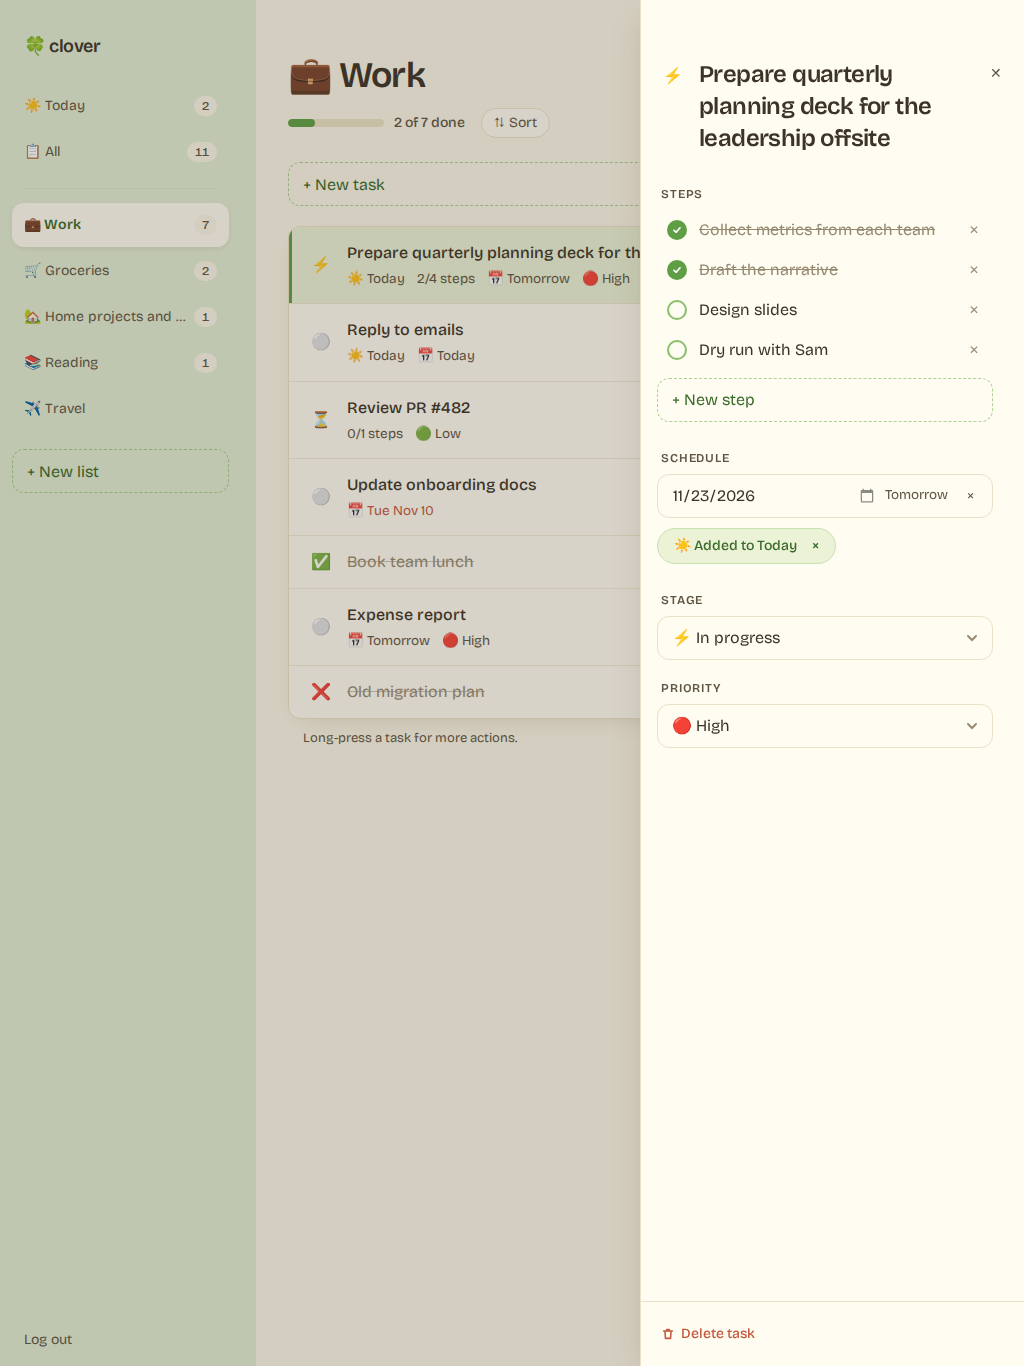 🍀 clover
☀️ Today 2
📋 All 11
💼 Work 7
🛒 Groceries 2
🏡 Home projects and ... 1
📚 Reading 1
✈️ Travel
+ New list
Log out
💼 Work
2 of 7 done
↑↓ Sort
+ New task
⚡ Prepare quarterly planning deck for th
☀️ Today 2/4 steps 📅 Tomorrow 🔴 High
Reply to emails
☀️ Today 📅 Today
⏳ Review PR #482
0/1 steps 🟢 Low
Update onboarding docs
📅 Tue Nov 10
✅ Book team lunch
Expense report
📅 Tomorrow 🔴 High
❌ Old migration plan
Long-press a task for more actions.
⚡ Prepare quarterly
planning deck for the
leadership offsite
×
STEPS
Collect metrics from each team ×
Draft the narrative ×
Design slides ×
Dry run with Sam ×
+ New step
SCHEDULE
11/23/2026 Tomorrow ×
☀️ Added to Today ×
STAGE
⚡ In progress
PRIORITY
🔴 High
Delete task